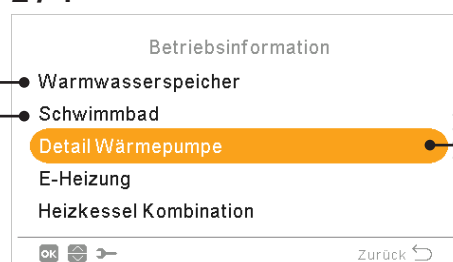 Betriebsinformation
Warmwasserspeicher
Schwimmbad
Detail Wärmepumpe
E-Heizung
Heizkessel Kombination
OK Zurück